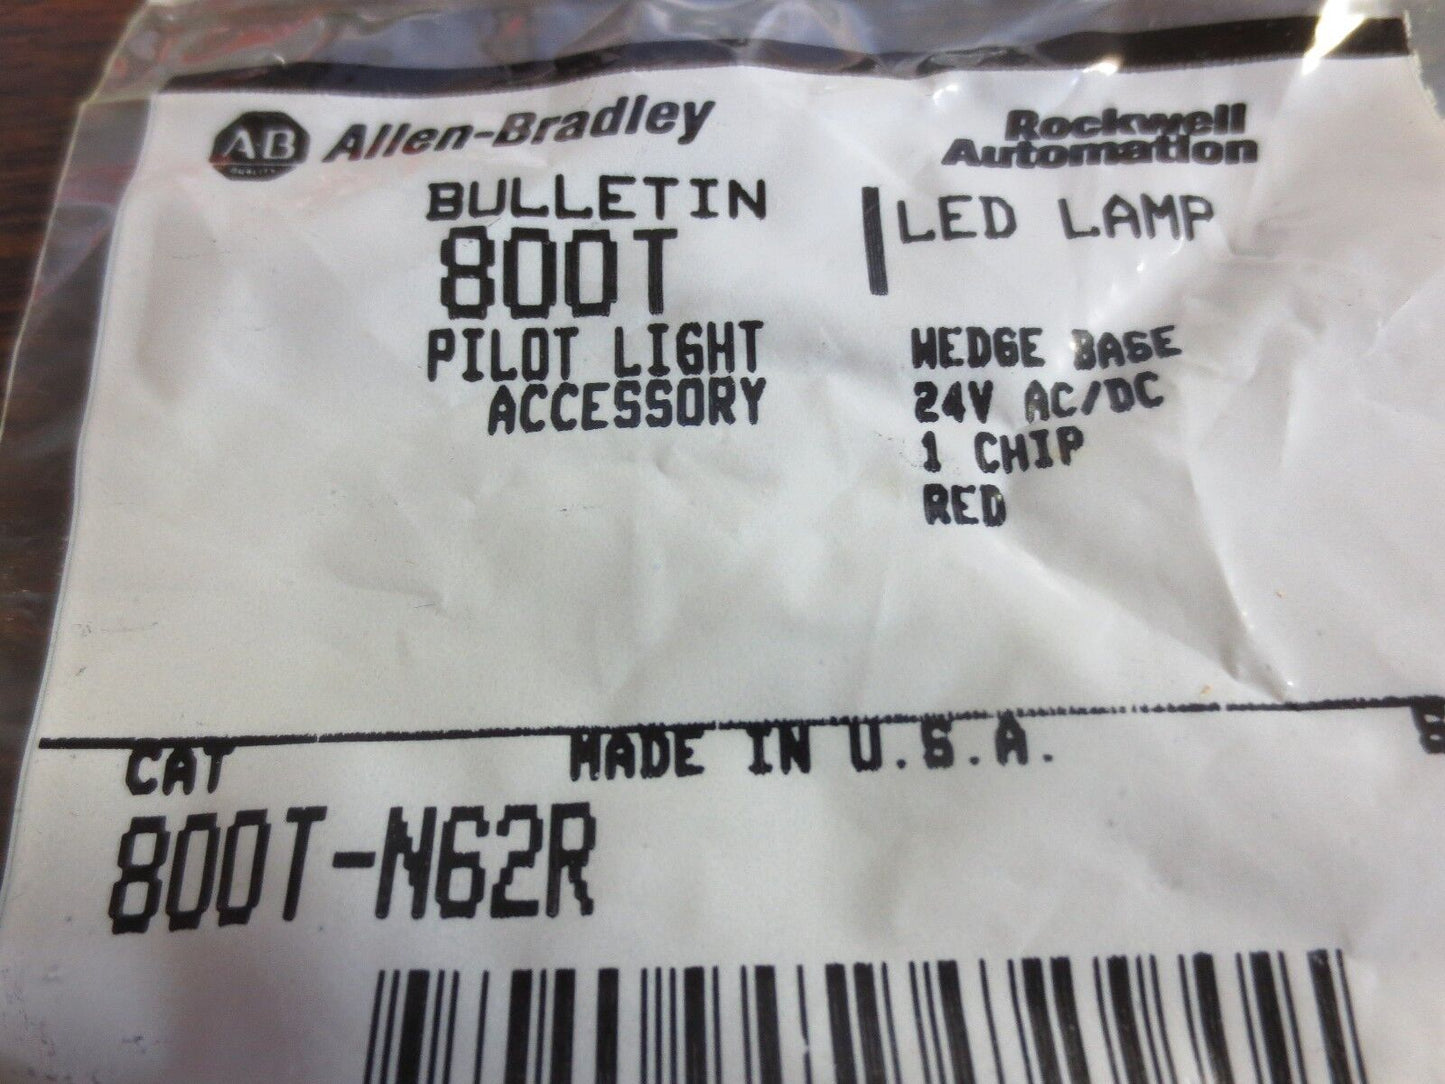 AB
QUALITY
Allen-Bradley
Rockwell
Automation
BULLETIN
800T
PILOT LIGHT
ACCESSORY
LED LAMP
WEDGE BASE
24V AC/DC
1 CHIP
RED
CAT
MADE IN U.S.A.
800T-N62R